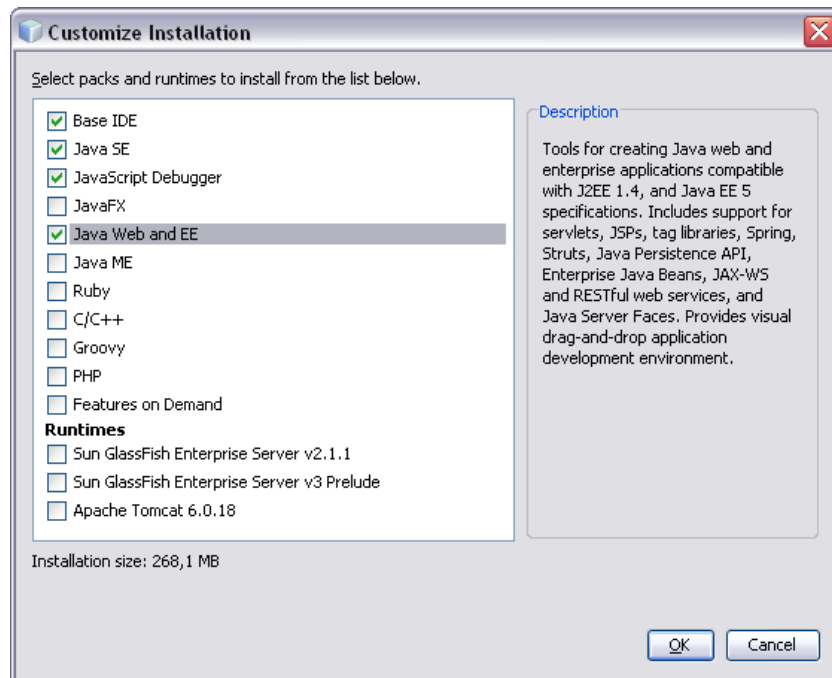 Customize Installation
Select packs and runtimes to install from the list below.
Base IDE
Java SE
JavaScript Debugger
JavaFX
Java Web and EE
Java ME
Ruby
C/C++
Groovy
PHP
Features on Demand
Runtimes
Sun GlassFish Enterprise Server v2.1.1
Sun GlassFish Enterprise Server v3 Prelude
Apache Tomcat 6.0.18
Description
Tools for creating Java web and
enterprise applications compatible
with J2EE 1.4, and Java EE 5
specifications. Includes support for
servlets, JSPs, tag libraries, Spring,
Struts, Java Persistence API,
Enterprise Java Beans, JAX-WS
and RESTful web services, and
Java Server Faces. Provides visual
drag-and-drop application
development environment.
Installation size: 268,1 MB
OK
Cancel